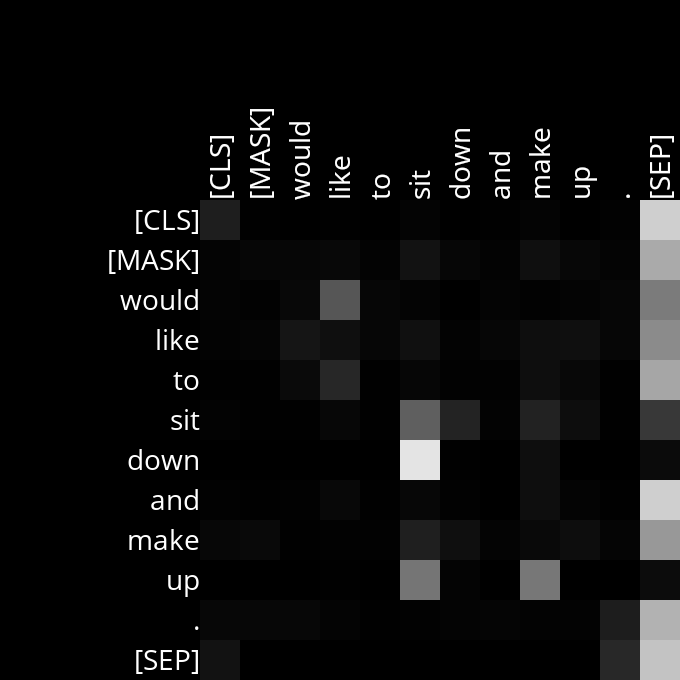 [CLS] [MASK] would like to sit down and make up . [SEP]
[CLS]
[MASK]
would
like
to
sit
down
and
make
up
.
[SEP]